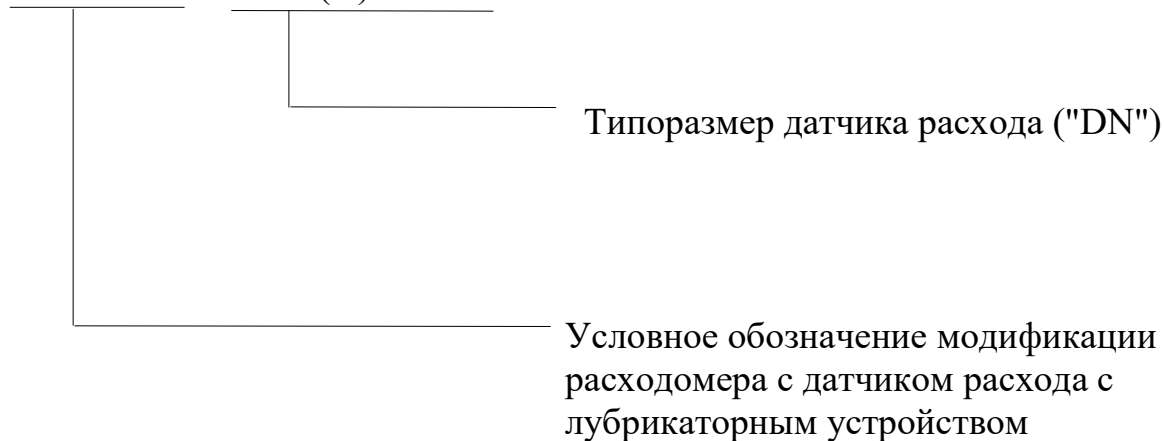 Типоразмер датчика расхода ("DN")
Условное обозначение модификации
расходомера с датчиком расхода с
лубрикаторным устройством